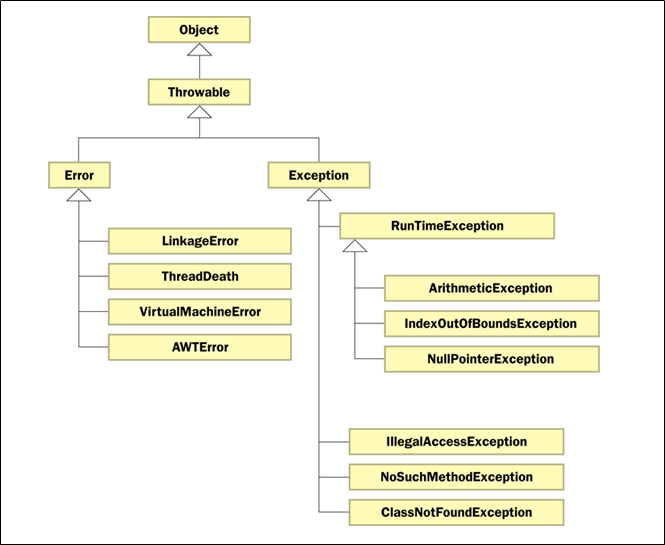 Object
Throwable
Error
Exception
LinkageError
ThreadDeath
VirtualMachineError
AWTError
RunTimeException
ArithmeticException
IndexOutOfBoundsException
NullPointerException
IllegalAccessException
NoSuchMethodException
ClassNotFoundException